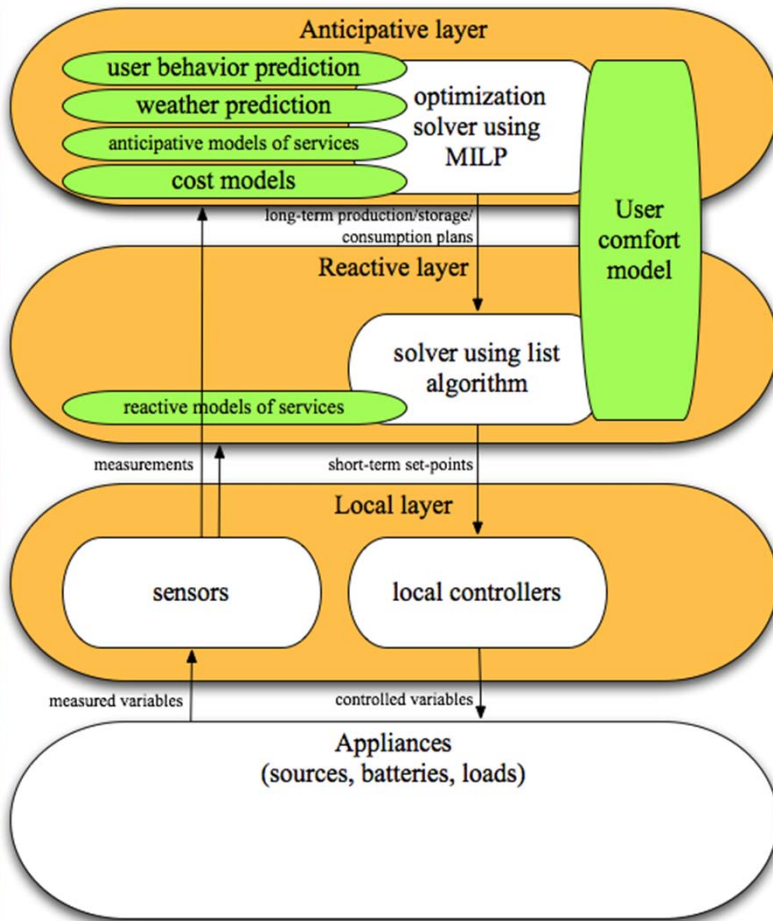 Anticipative layer
user behavior prediction
weather prediction
anticipative models of services
cost models
optimization
solver using
MILP
User
comfort
model
long-term production/storage/
consumption plans
Reactive layer
solver using list
algorithm
reactive models of services
measurements
short-term set-points
Local layer
sensors
local controllers
measured variables
controlled variables
Appliances
(sources, batteries, loads)